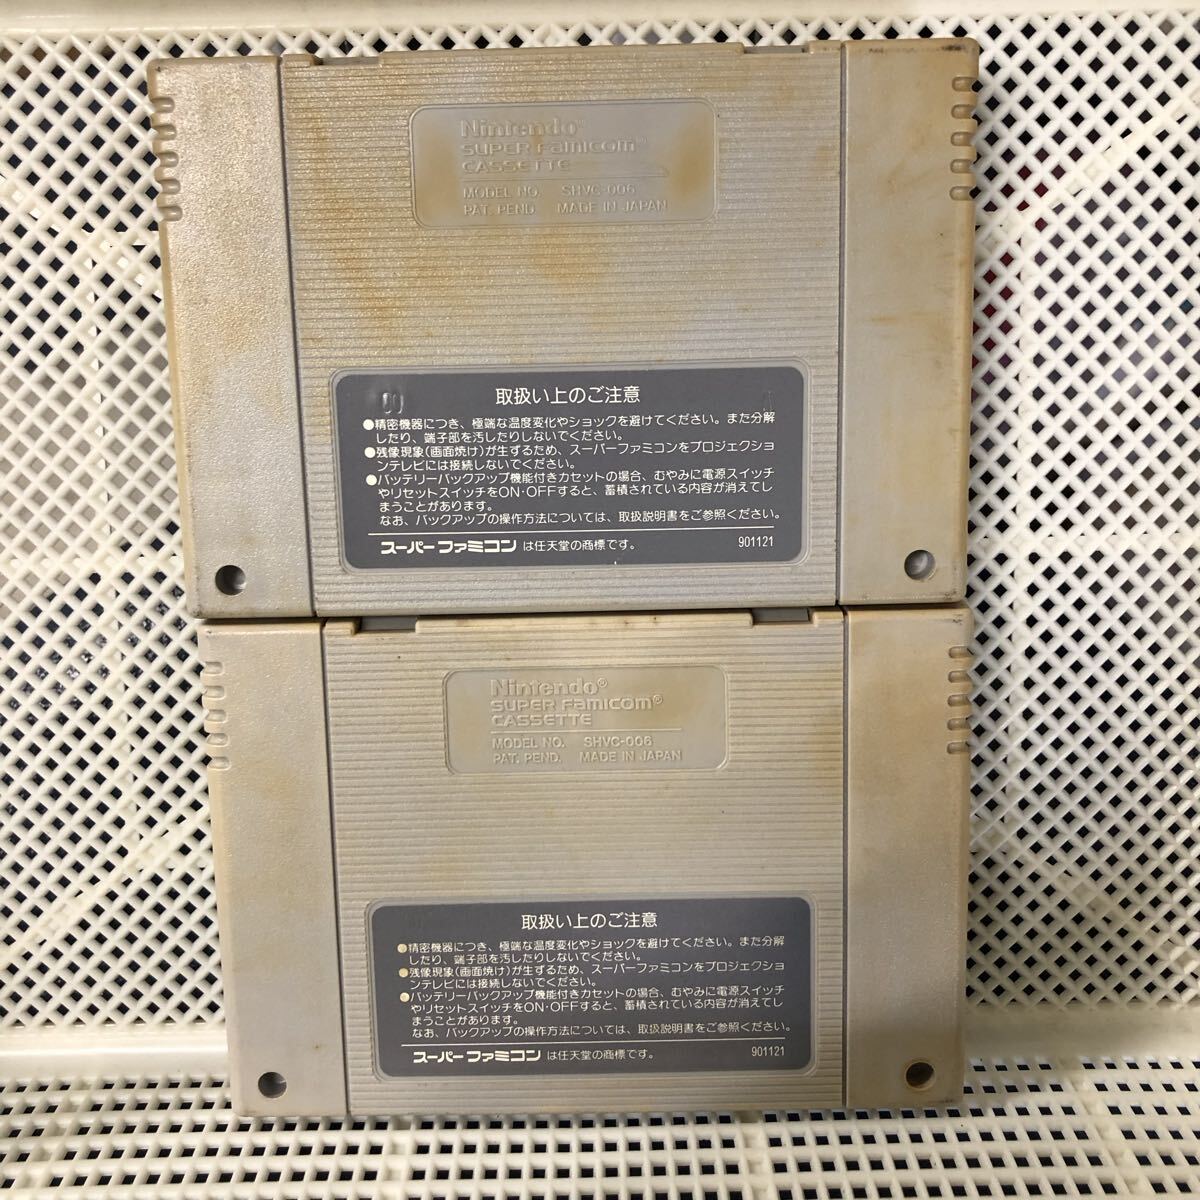 Nintendo®
SUPER Famicom®
CASSETTE
MODEL NO. SHVC-006
PAT. PEND. MADE IN JAPAN
00
取扱い上のご注意
●精密機器につき、極端な温度変化やショックを避けてください。また分解
したり、端子部を汚したりしないでください。
●残像現象(画面焼け)が生ずるため、スーパーファミコンをプロジェクショ
ンテレビには接続しないでください。
●バッテリーバックアップ機能付きカセットの場合、むやみに電源スイッチ
やリセットスイッチをON・OFFすると、蓄積されている内容が消えてし
まうことがあります。
なお、バックアップの操作方法については、取扱説明書をご参照ください。
スーパーファミコン は任天堂の商標です。 901121
Nintendo®
SUPER Famicom®
CASSETTE
MODEL NO. SHVC-006
PAT. PEND. MADE IN JAPAN
取扱い上のご注意
●精密機器につき、極端な温度変化やショックを避けてください。また分解
したり、端子部を汚したりしないでください。
●残像現象(画面焼け)が生ずるため、スーパーファミコンをプロジェクショ
ンテレビには接続しないでください。
●バッテリーバックアップ機能付きカセットの場合、むやみに電源スイッチ
やリセットスイッチをON・OFFすると、蓄積されている内容が消えてし
まうことがあります。
なお、バックアップの操作方法については、取扱説明書をご参照ください。
スーパーファミコン は任天堂の商標です。 901121